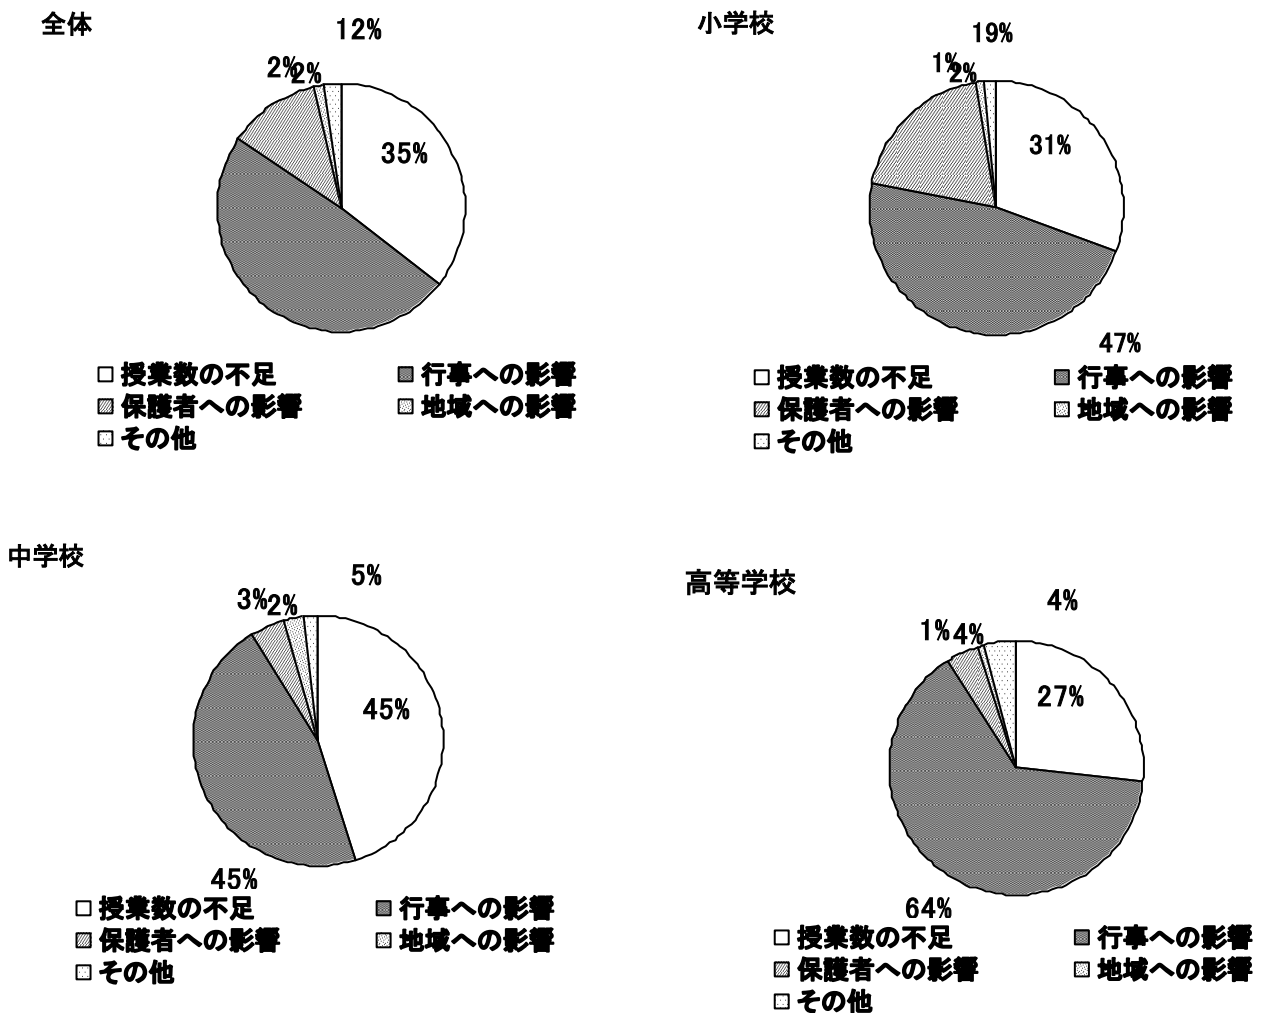 全体
12%
2%
2%
35%
□ 授業数の不足 行事への影響
保護者への影響 地域への影響
その他
小学校
19%
1%
2%
31%
47%
授業数の不足 行事への影響
保護者への影響 地域への影響
その他
中学校
5%
3%
2%
45%
45%
授業数の不足 行事への影響
保護者への影響 地域への影響
その他
高等学校
4%
1%
4%
27%
64%
授業数の不足 行事への影響
保護者への影響 地域への影響
その他